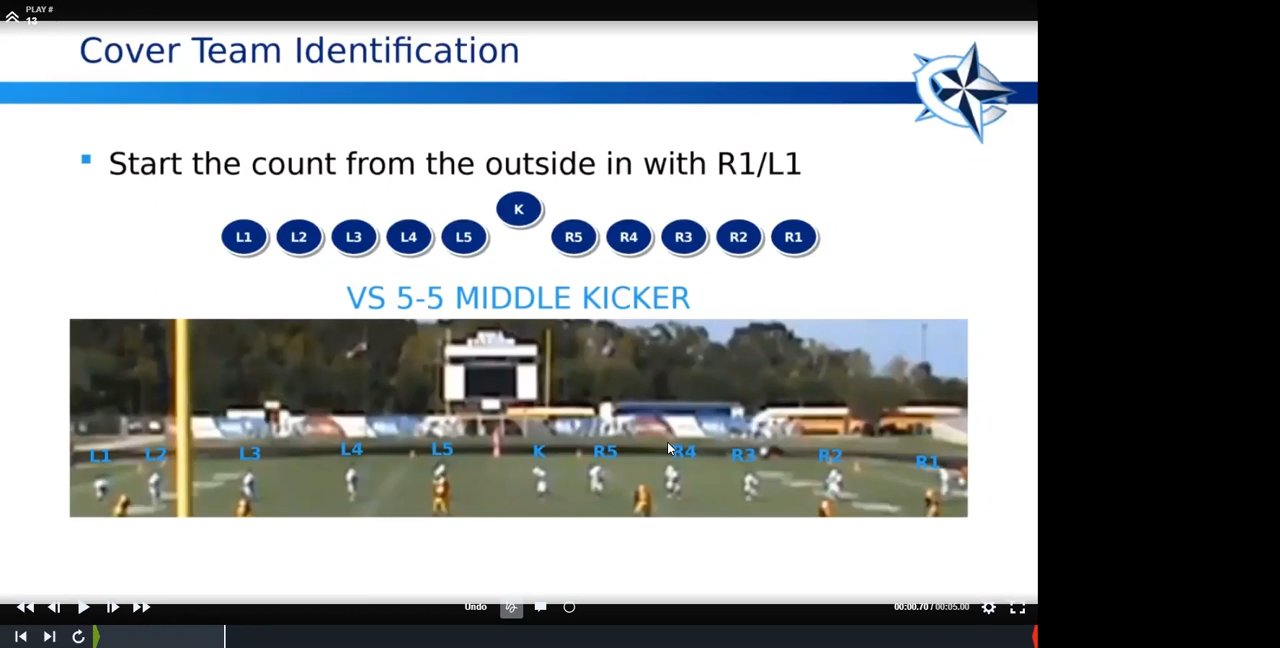 PLAY #
13
Cover Team Identification
Start the count from the outside in with R1/L1
K
L1 L2 L3 L4 L5 R5 R4 R3 R2 R1
VS 5-5 MIDDLE KICKER
L1 L2 L3 L4 L5 K R5 R4 R3 R2 R1
Undo 00:00.70 / 00:05.00